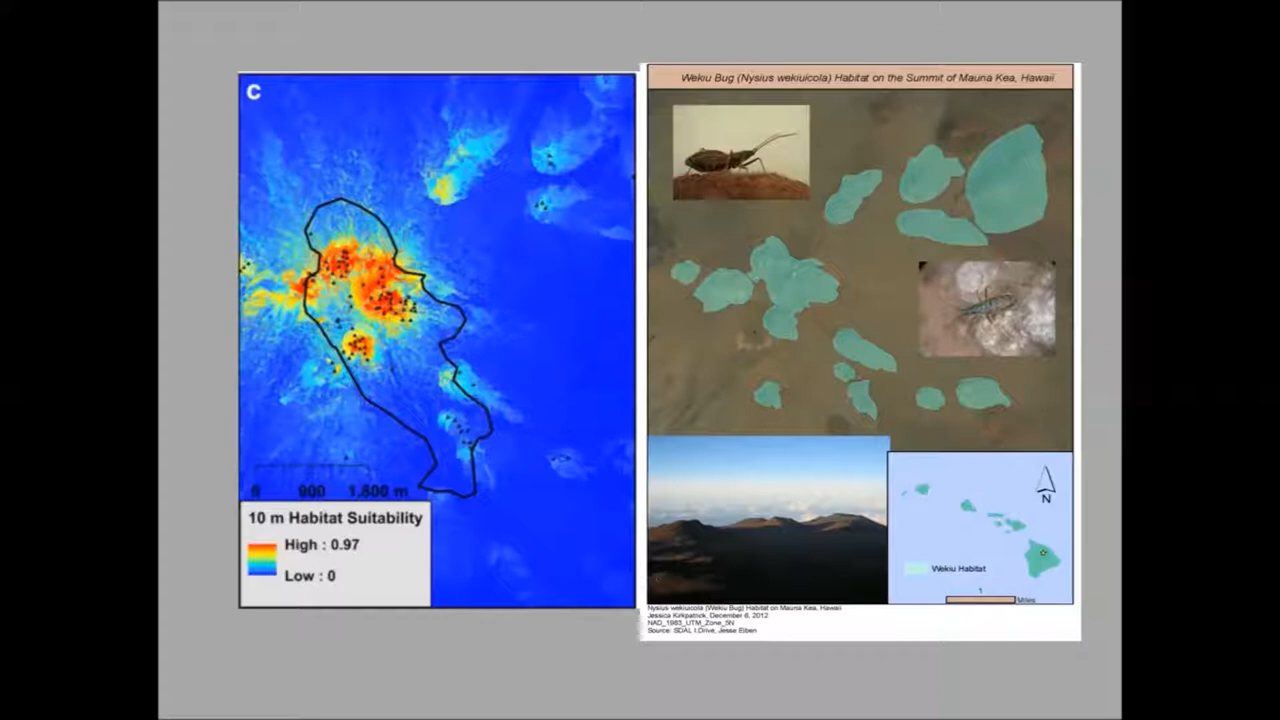 C
0 900 1,800 m
10 m Habitat Suitability
High : 0.97
Low : 0
Wekiu Bug (Nysius wekiuicola) Habitat on the Summit of Mauna Kea, Hawaii
N
Wekiu Habitat
1
Miles
Nysius wekiuicola (Wekiu Bug) Habitat on Mauna Kea, Hawaii
Jessica Kirkpatrick, December 6, 2012
NAD_1983_UTM_Zone_5N
Source: SDAL I:Drive, Jesse Eiben